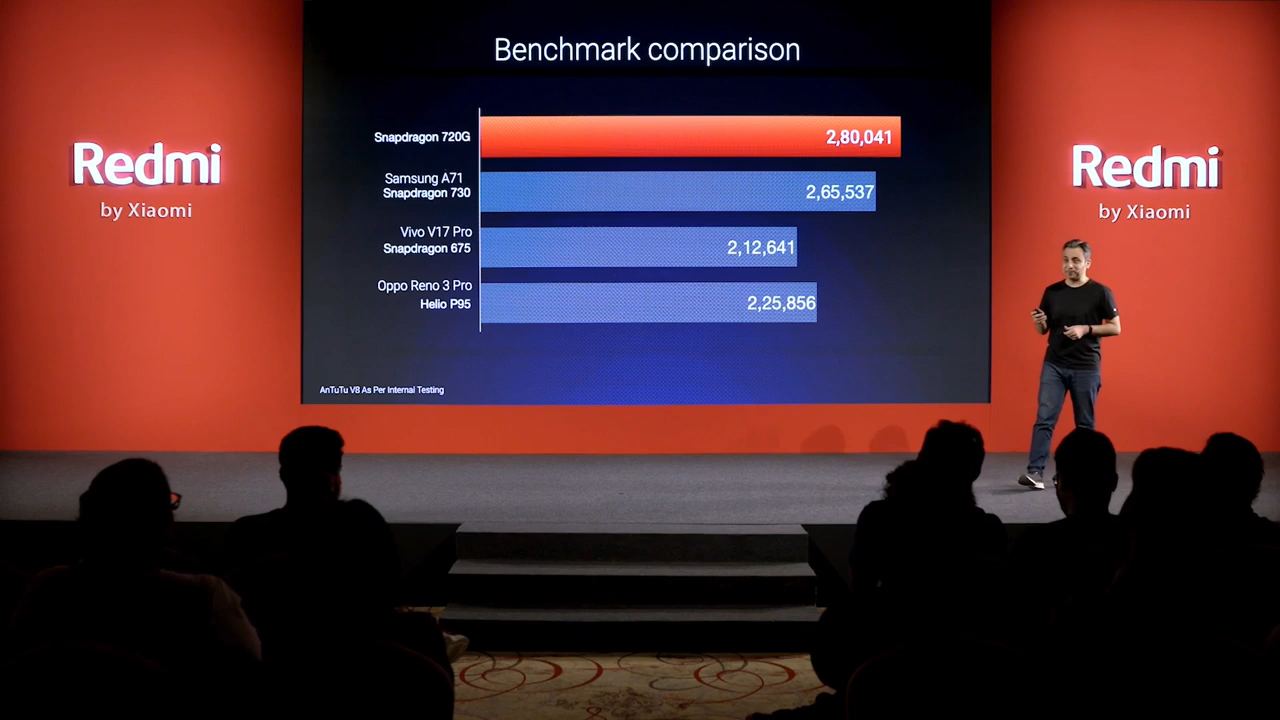 Benchmark comparison
Snapdragon 720G
2,80,041
Samsung A71
Snapdragon 730
2,65,537
Vivo V17 Pro
Snapdragon 675
2,12,641
Oppo Reno 3 Pro
Helio P95
2,25,856
AnTuTu V8 As Per Internal Testing
Redmi
by Xiaomi
Redmi
by Xiaomi